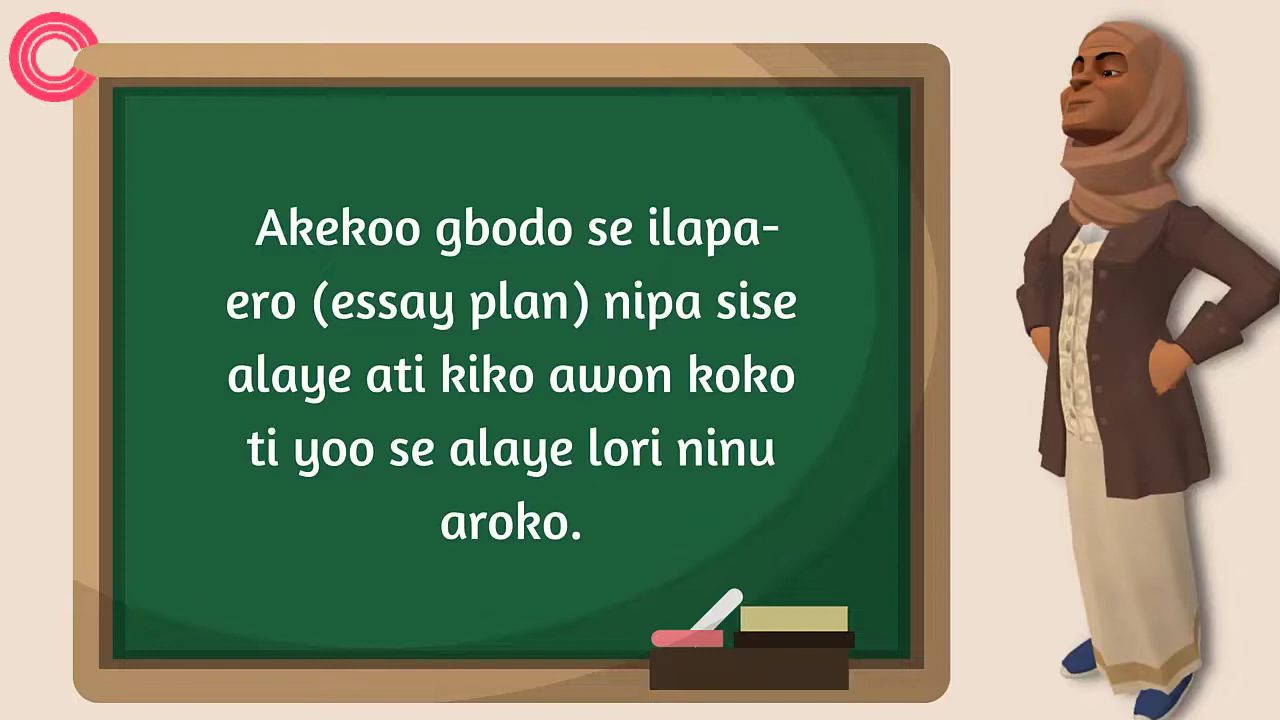 Akekoo gbodo se ilapa-
ero (essay plan) nipa sise
alaye ati kiko awon koko
ti yoo se alaye lori ninu
aroko.